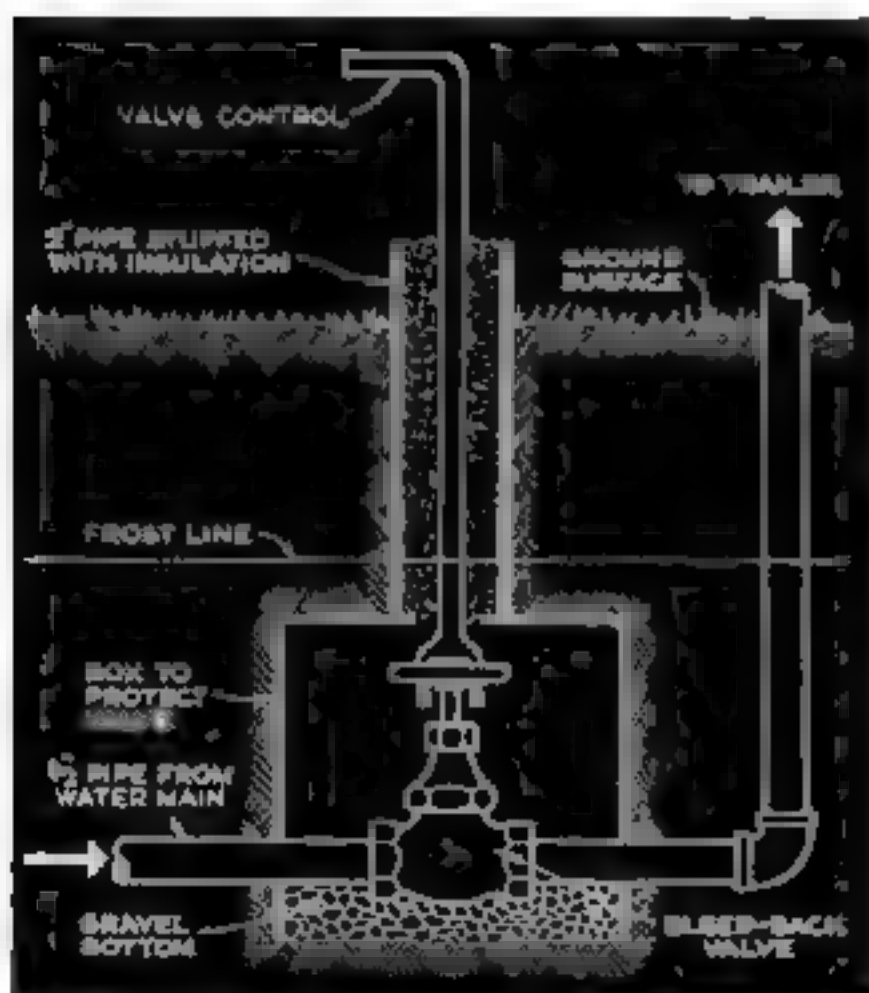 VALVE CONTROL
TO TRAILER
2" PIPE STUFFED
WITH INSULATION
GROUND
SURFACE
FROST LINE
BOX TO
PROTECT
PIPE FROM
WATER MAIN
GRAVEL
BOTTOM
BLEED-BACK
VALVE